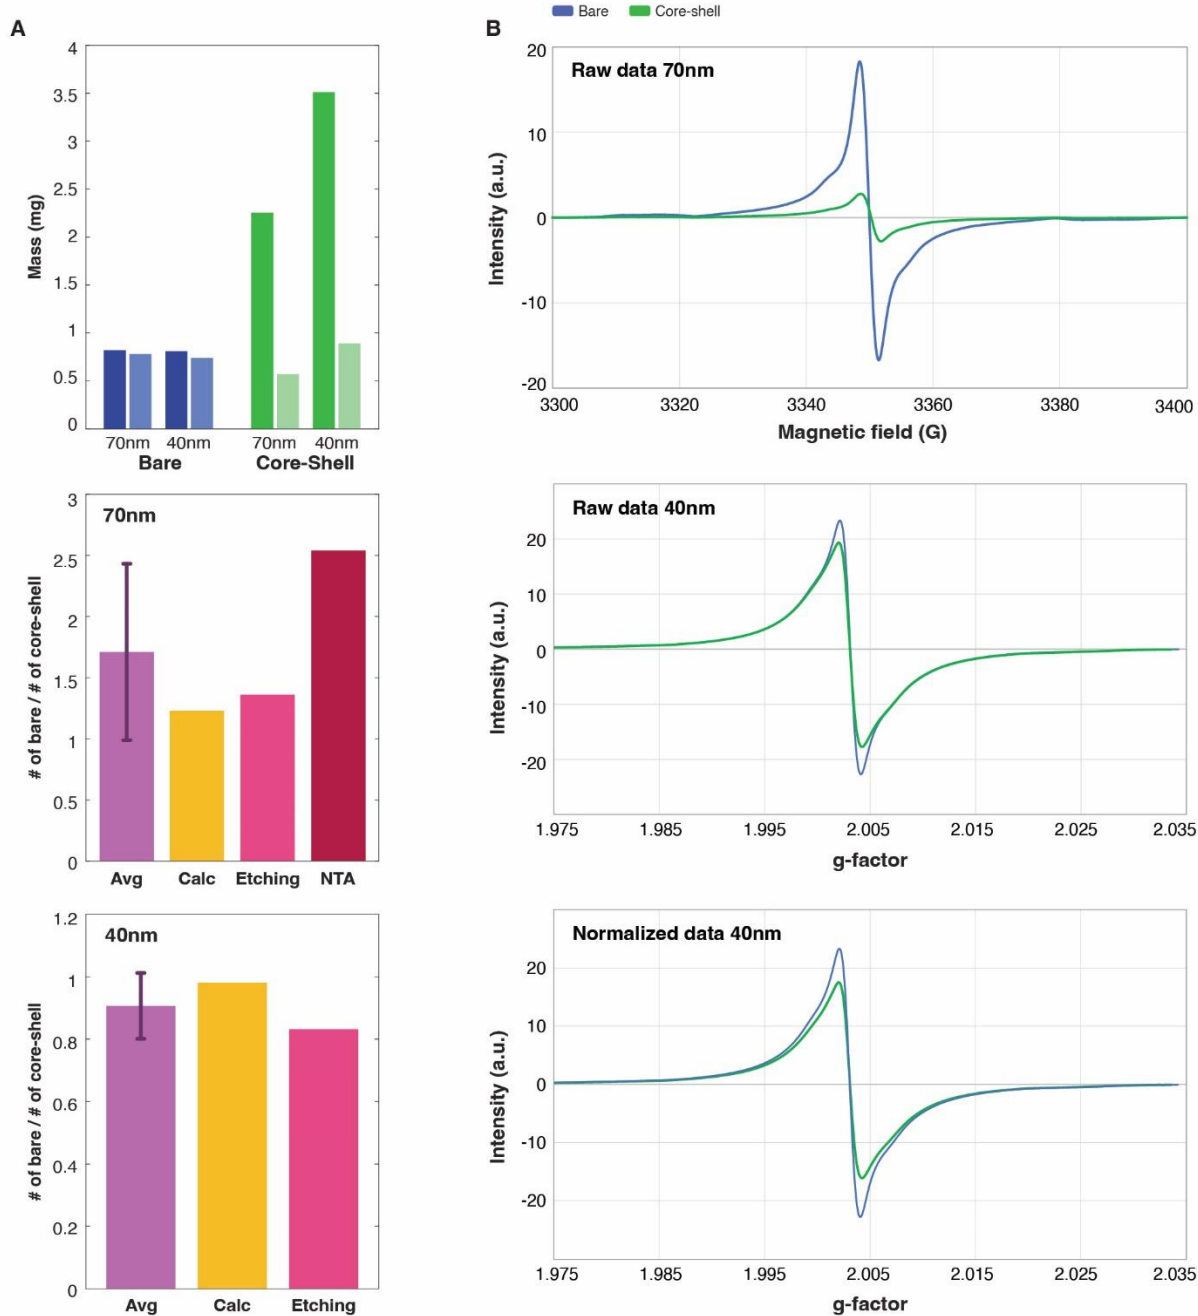 A
4
3.5
3
2.5
2
1.5
1
0.5
0
Mass (mg)
70nm 40nm 70nm 40nm
Bare Core-Shell
3
2.5
2
1.5
1
0.5
0
# of bare / # of core-shell
70nm
Avg Calc Etching NTA
1.2
1
0.8
0.6
0.4
0.2
0
# of bare / # of core-shell
40nm
Avg Calc Etching
B
Bare Core-shell
Raw data 70nm
20
10
0
-10
-20
Intensity (a.u.)
3300 3320 3340 3360 3380 3400
Magnetic field (G)
Raw data 40nm
20
10
0
-10
-20
Intensity (a.u.)
1.975 1.985 1.995 2.005 2.015 2.025 2.035
g-factor
Normalized data 40nm
20
10
0
-10
-20
Intensity (a.u.)
1.975 1.985 1.995 2.005 2.015 2.025 2.035
g-factor